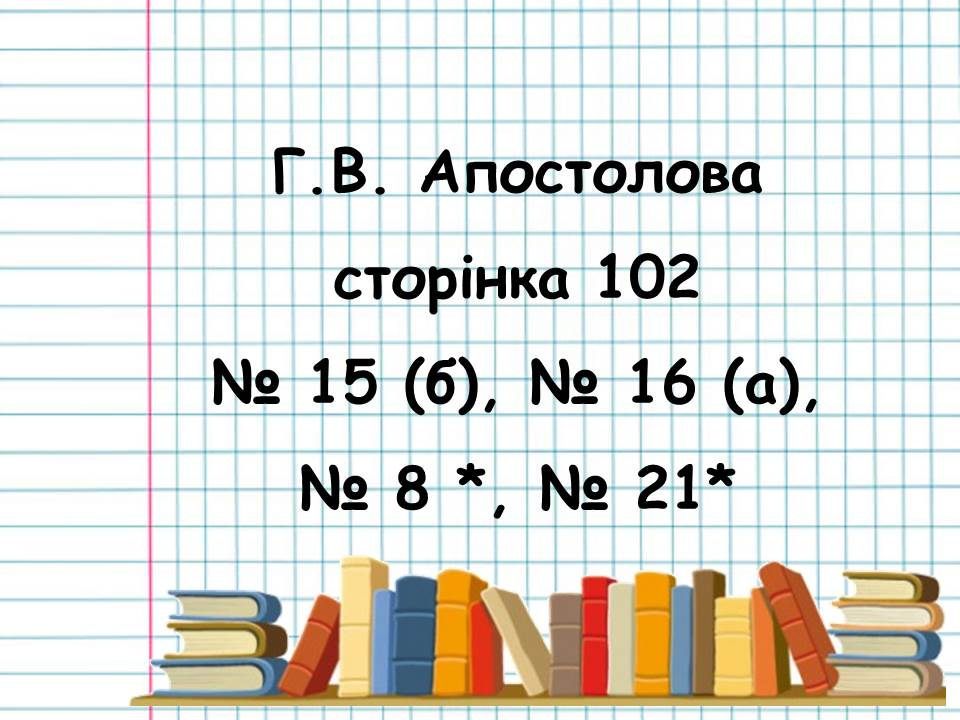 Г.В. Апостолова
сторінка 102
№ 15 (б), № 16 (а),
№ 8 *, № 21*